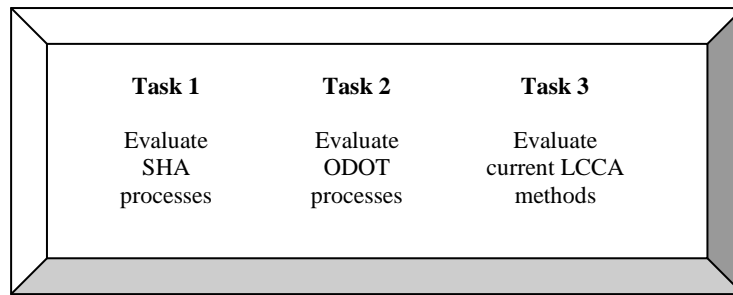 Task 1 Task 2 Task 3
Evaluate Evaluate Evaluate
SHA ODOT current LCCA
processes processes methods